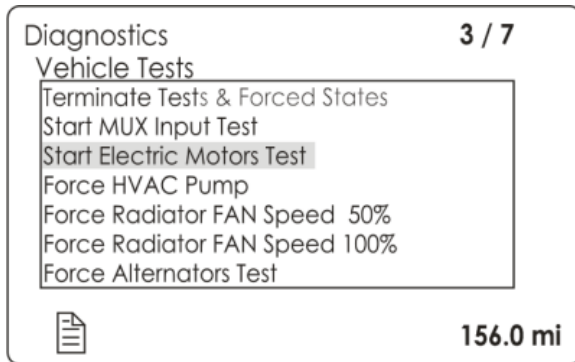 Diagnostics 3 / 7
Vehicle Tests
Terminate Tests & Forced States
Start MUX Input Test
Start Electric Motors Test
Force HVAC Pump
Force Radiator FAN Speed 50%
Force Radiator FAN Speed 100%
Force Alternators Test
156.0 mi